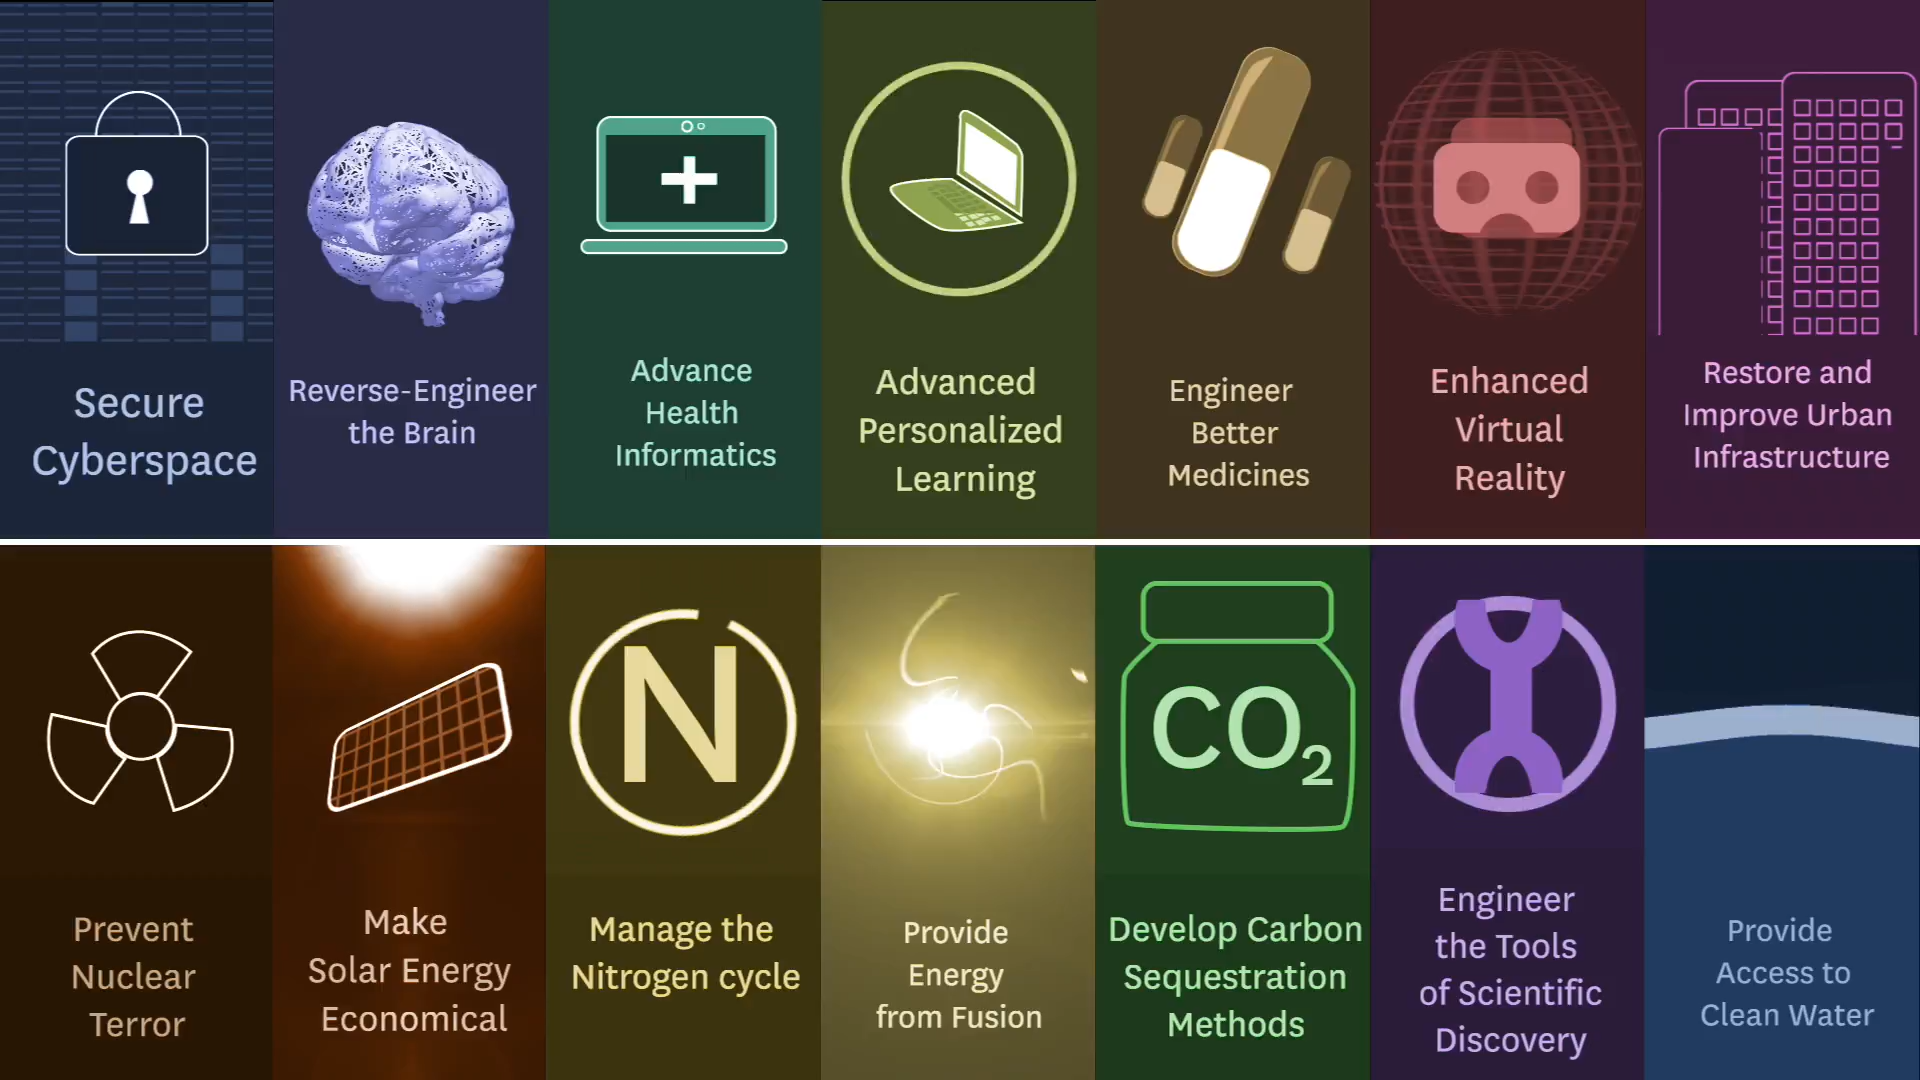 Secure
Cyberspace
Reverse-Engineer
the Brain
Advance
Health
Informatics
Advanced
Personalized
Learning
Engineer
Better
Medicines
Enhanced
Virtual
Reality
Restore and
Improve Urban
Infrastructure
Prevent
Nuclear
Terror
Make
Solar Energy
Economical
N
Manage the
Nitrogen cycle
Provide
Energy
from Fusion
CO₂
Develop Carbon
Sequestration
Methods
Engineer
the Tools
of Scientific
Discovery
Provide
Access to
Clean Water